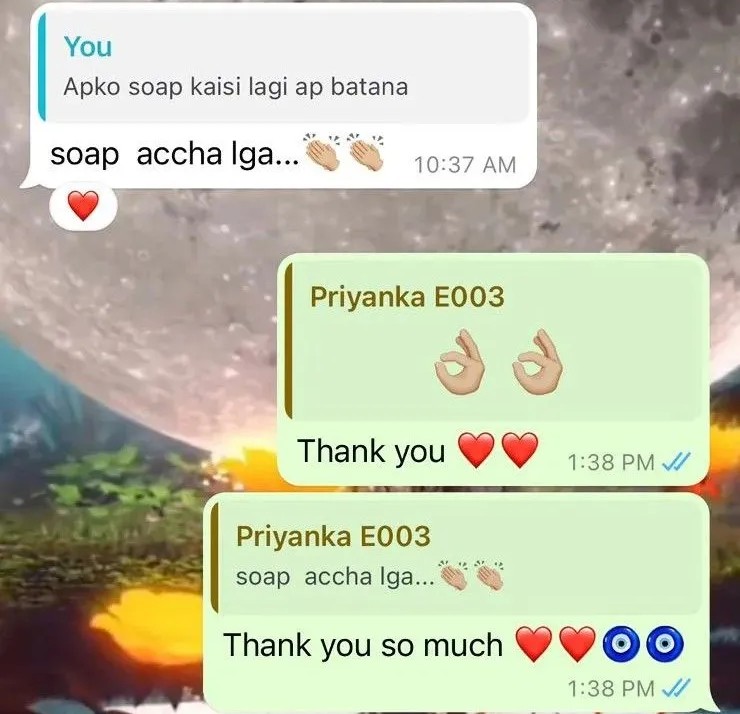 You
Apko soap kaisi lagi ap batana
soap accha lga...👏🏼👏🏼 10:37 AM
❤️
Priyanka E003
👌🏼👌🏼
Thank you ❤️❤️ 1:38 PM
Priyanka E003
soap accha lga...👏🏼👏🏼
Thank you so much ❤️❤️🧿🧿
1:38 PM